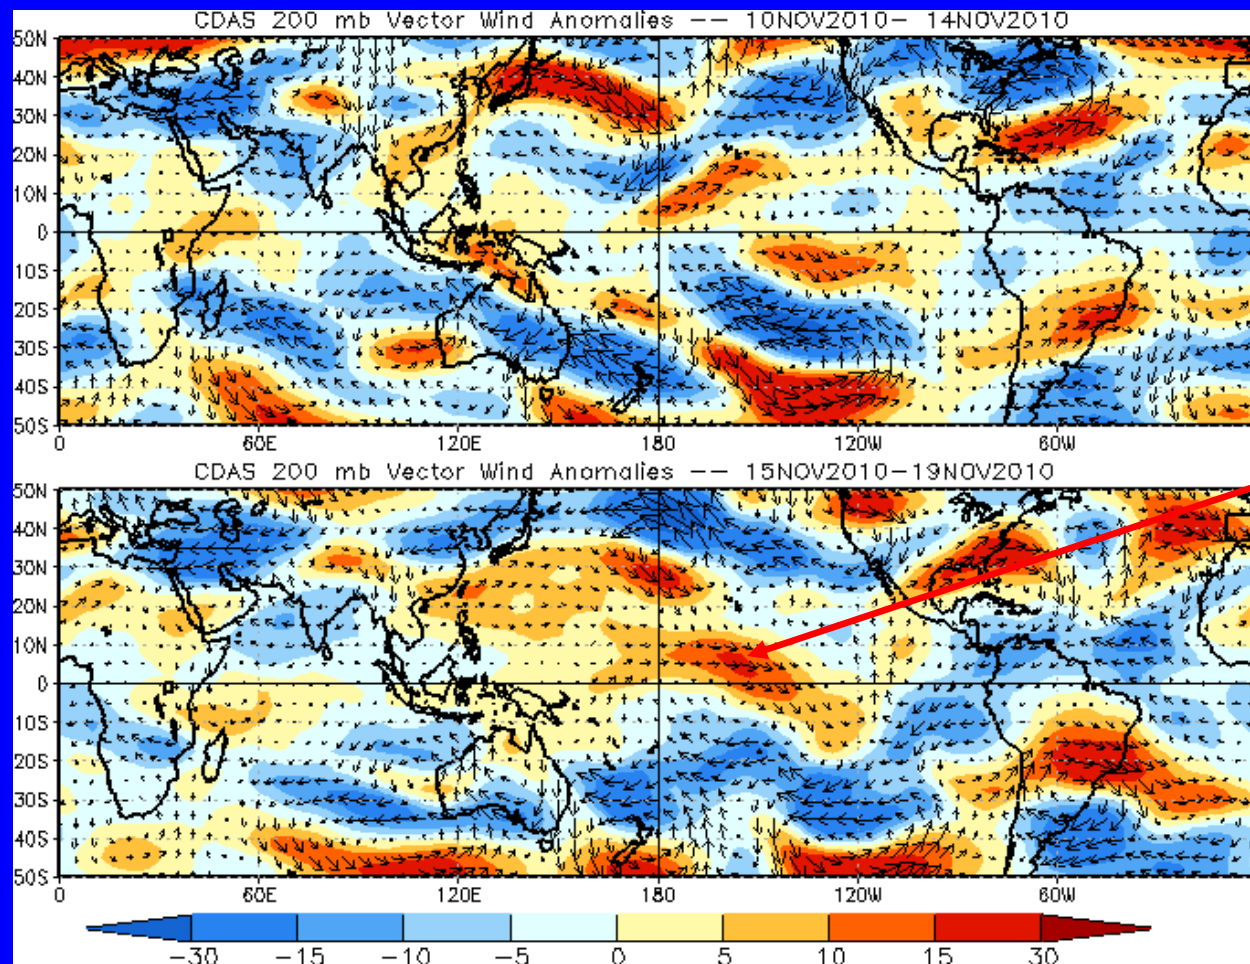 CDAS 200 mb Vector Wind Anomalies -- 10NOV2010- 14NOV2010
50N
40N
30N
20N
10N
0
10S
20S
30S
40S
50S
0 60E 120E 180 120W 60W
CDAS 200 mb Vector Wind Anomalies -- 15NOV2010-19NOV2010
50N
40N
30N
20N
10N
0
10S
20S
30S
40S
50S
0 60E 120E 180 120W 60W
-30 -15 -10 -5 0 5 10 15 30